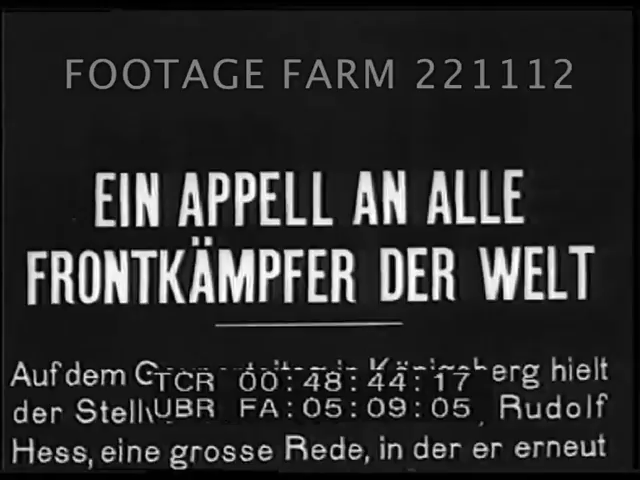 FOOTAGE FARM 221112
EIN APPELL AN ALLE
FRONTKÄMPFER DER WELT
Auf dem Königsberg hielt
TCR 00:48:44:17
der UBR FA:05:09:05 Rudolf
Hess, eine grosse Rede, in der er erneut